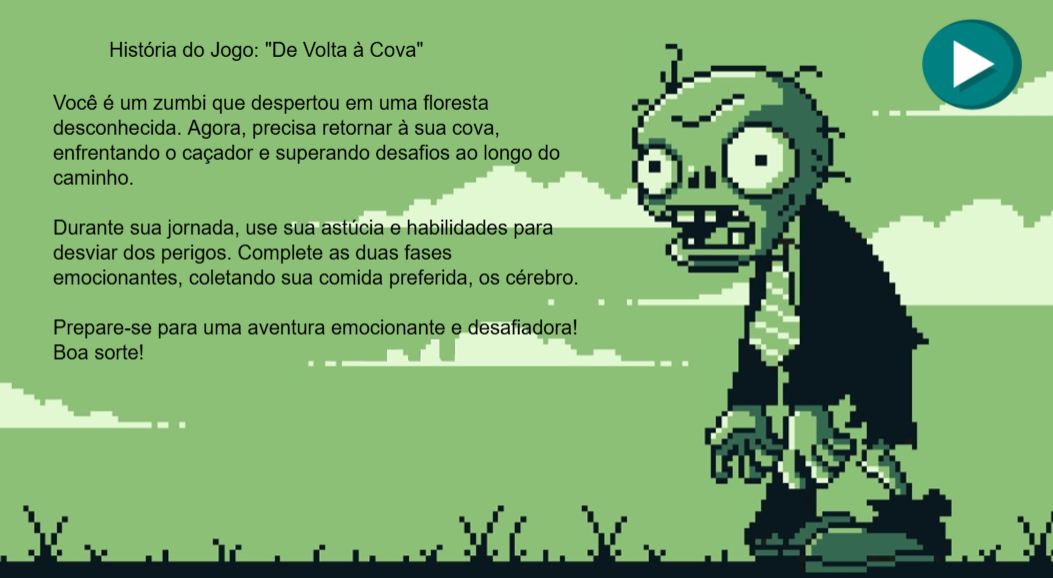 História do Jogo: "De Volta à Cova"
Você é um zumbi que despertou em uma floresta
desconhecida. Agora, precisa retornar à sua cova,
enfrentando o caçador e superando desafios ao longo do
caminho.
Durante sua jornada, use sua astúcia e habilidades para
desviar dos perigos. Complete as duas fases
emocionantes, coletando sua comida preferida, os cérebro.
Prepare-se para uma aventura emocionante e desafiadora!
Boa sorte!